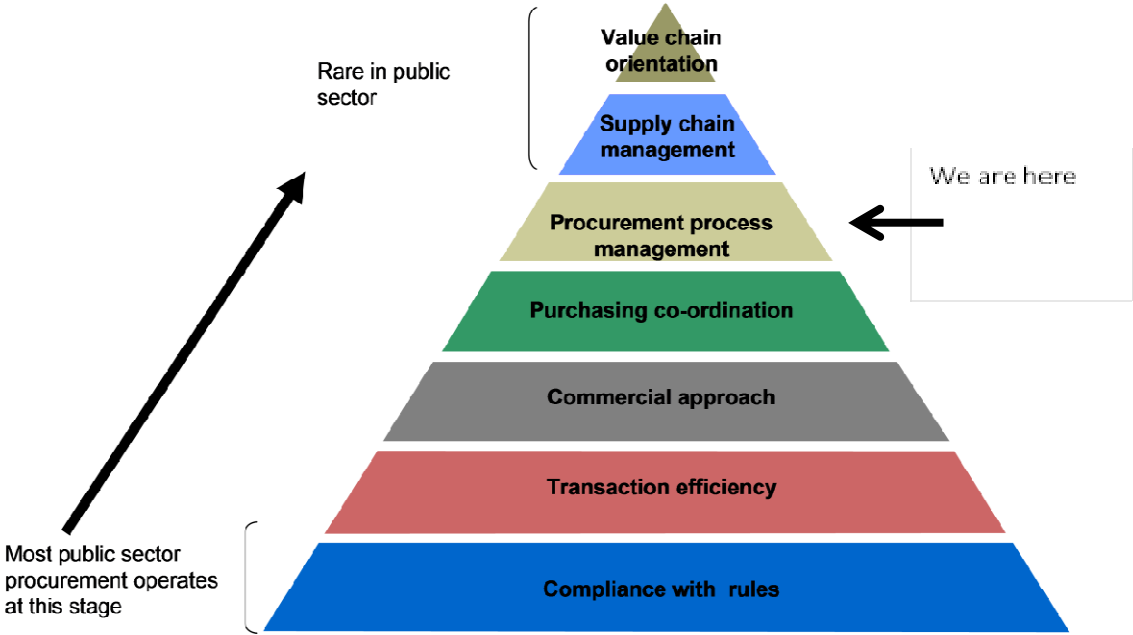 Value chain
orientation
Rare in public
sector
Supply chain
management
We are here
Procurement process
management
Purchasing co-ordination
Commercial approach
Transaction efficiency
Most public sector
procurement operates
at this stage
Compliance with rules